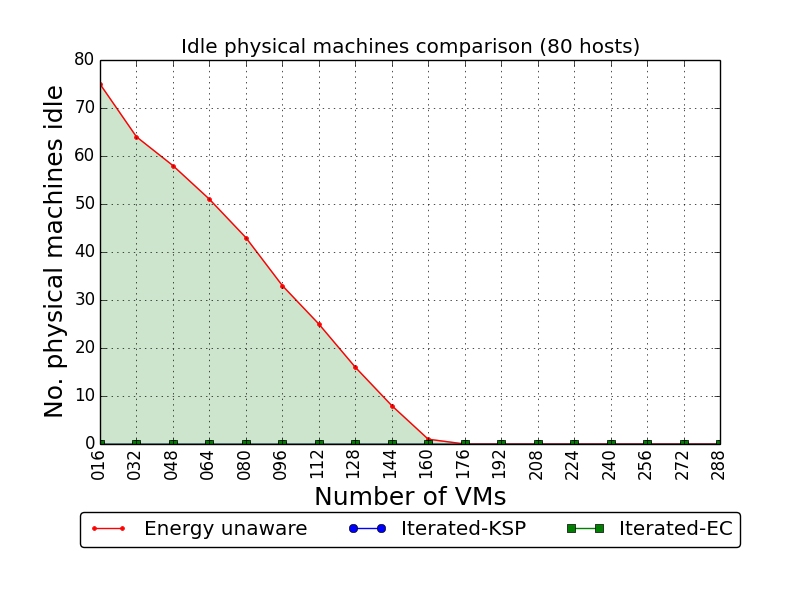 Idle physical machines comparison (80 hosts)
No. physical machines idle
80
70
60
50
40
30
20
10
0
016 032 048 064 080 096 112 128 144 160 176 192 208 224 240 256 272 288
Number of VMs
Energy unaware Iterated-KSP Iterated-EC